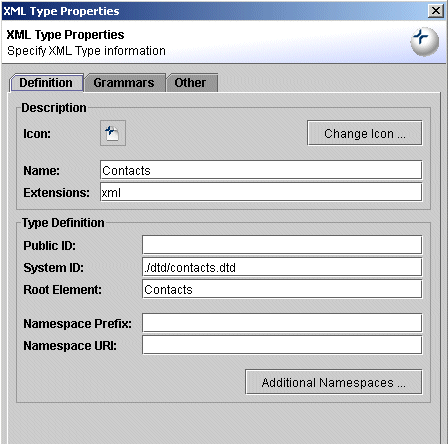 XML Type Properties
XML Type Properties
Specify XML Type information
Definition Grammars Other
Description
Icon: Change Icon ...
Name: Contacts
Extensions: xml
Type Definition
Public ID:
System ID: ./dtd/contacts.dtd
Root Element: Contacts
Namespace Prefix:
Namespace URI:
Additional Namespaces ...